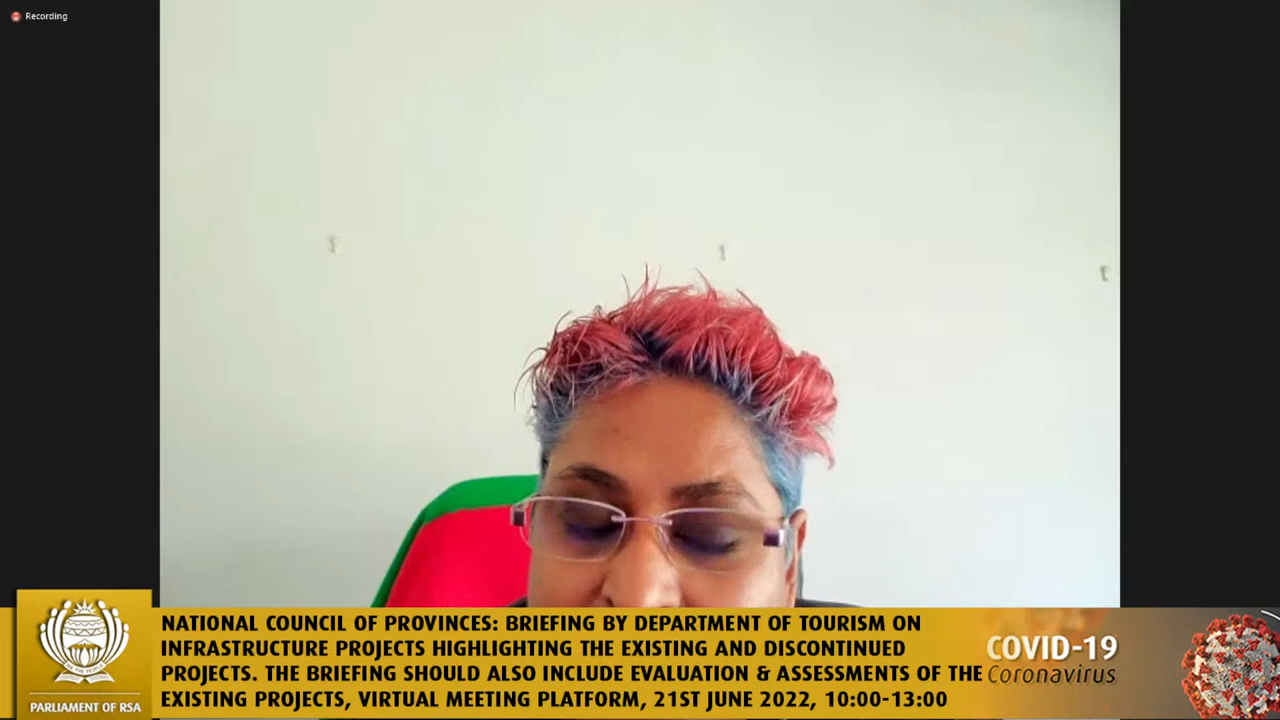 Recording
NATIONAL COUNCIL OF PROVINCES: BRIEFING BY DEPARTMENT OF TOURISM ON
INFRASTRUCTURE PROJECTS HIGHLIGHTING THE EXISTING AND DISCONTINUED
PROJECTS. THE BRIEFING SHOULD ALSO INCLUDE EVALUATION & ASSESSMENTS OF THE
EXISTING PROJECTS, VIRTUAL MEETING PLATFORM, 21ST JUNE 2022, 10:00-13:00
COVID-19
Coronavirus
PARLIAMENT OF RSA